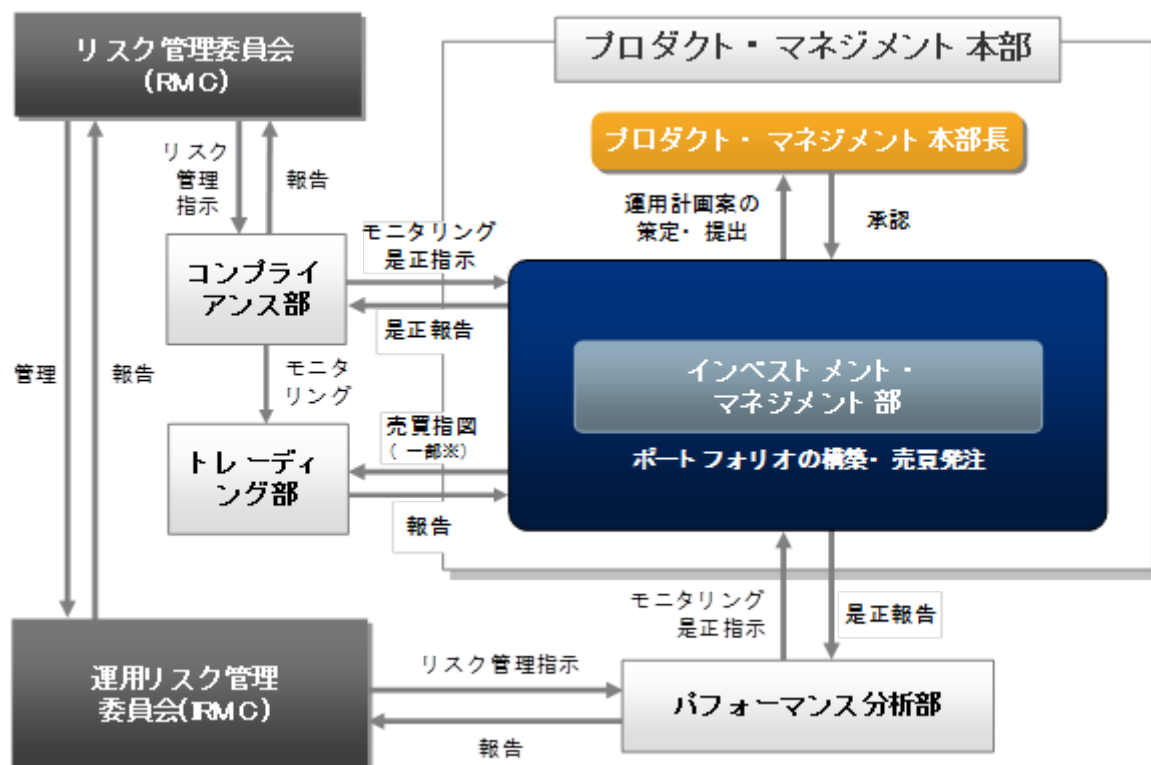 リスク管理委員会
(RMC)
プロダクト・マネジメント本部
プロダクト・マネジメント本部長
リスク
管理
指示
報告
運用計画案の
策定・提出
承認
モニタリング
是正指示
コンプライ
アンス部
是正報告
管理
報告
モニタ
リング
インベストメント・
マネジメント部
売買指図
(一部※)
ポートフォリオの構築・売買発注
トレーディ
ング部
報告
モニタリング
是正指示
是正報告
運用リスク管理
委員会(IRMC)
リスク管理指示
パフォーマンス分析部
報告